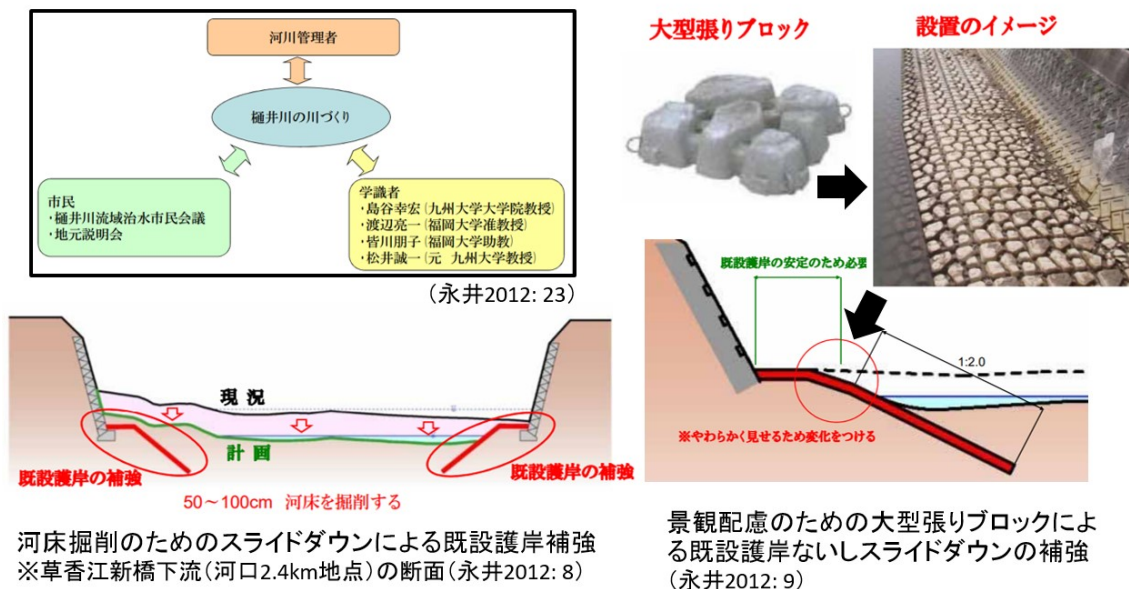 河川管理者
樋井川の川づくり
市民
・樋井川流域治水市民会議
・地元説明会
学識者
・島谷幸宏(九州大学大学院教授)
・渡辺亮一(福岡大学准教授)
・皆川朋子(福岡大学助教)
・松井誠一(元 九州大学教授)
(永井2012: 23)
現況
計画
既設護岸の補強
既設護岸の補強
50~100cm 河床を掘削する
河床掘削のためのスライドダウンによる既設護岸補強
※草香江新橋下流(河口2.4km地点)の断面(永井2012: 8)
大型張りブロック
設置のイメージ
既設護岸の安定のため必要
1:2.0
※やわらかく見せるため変化をつける
景観配慮のための大型張りブロックによ
る既設護岸ないしスライドダウンの補強
(永井2012: 9)